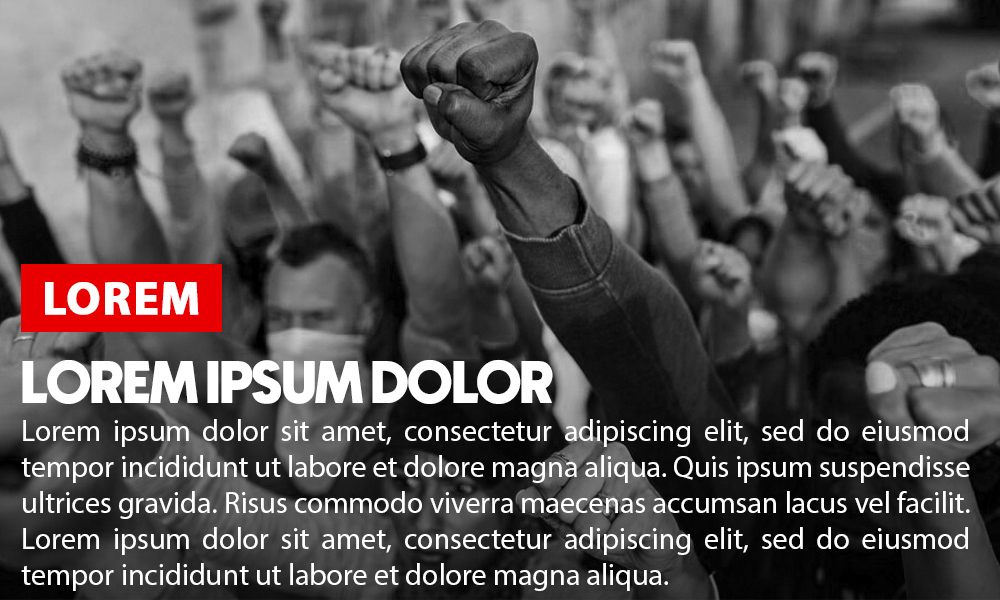 LOREM
LOREM IPSUM DOLOR
Lorem ipsum dolor sit amet, consectetur adipiscing elit, sed do eiusmod
tempor incididunt ut labore et dolore magna aliqua. Quis ipsum suspendisse
ultrices gravida. Risus commodo viverra maecenas accumsan lacus vel facilit.
Lorem ipsum dolor sit amet, consectetur adipiscing elit, sed do eiusmod
tempor incididunt ut labore et dolore magna aliqua.